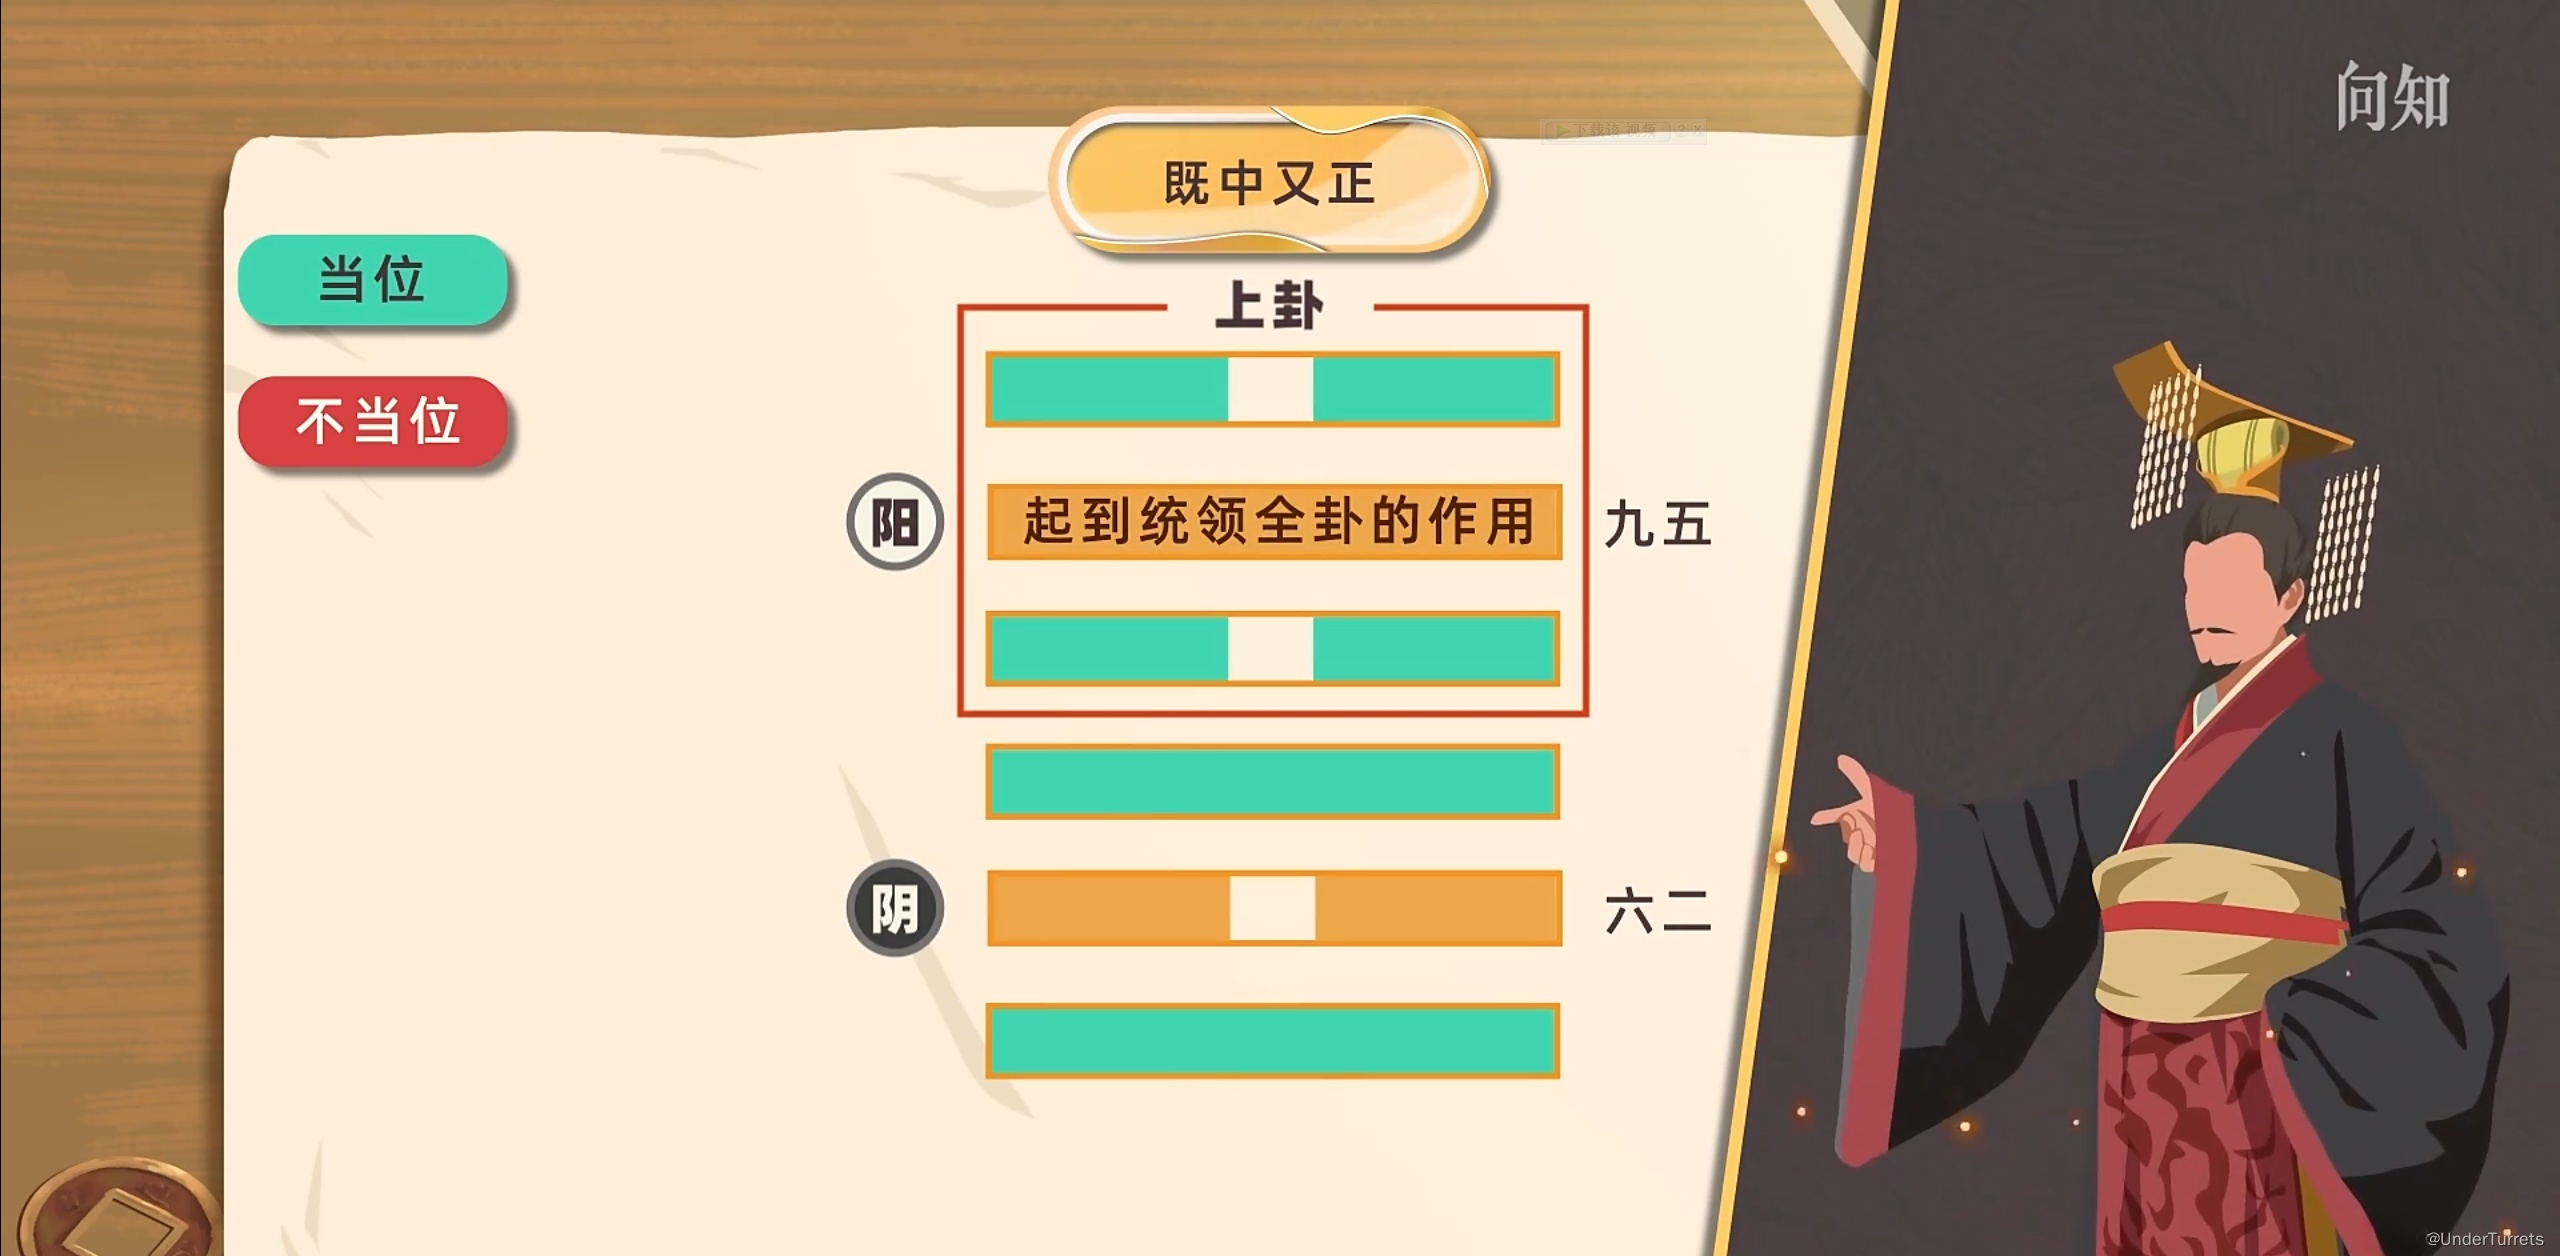 问知
既中又正
当位
上卦
不当位
阳
起到统领全卦的作用
九五
阴
六二
@UnderTurrets